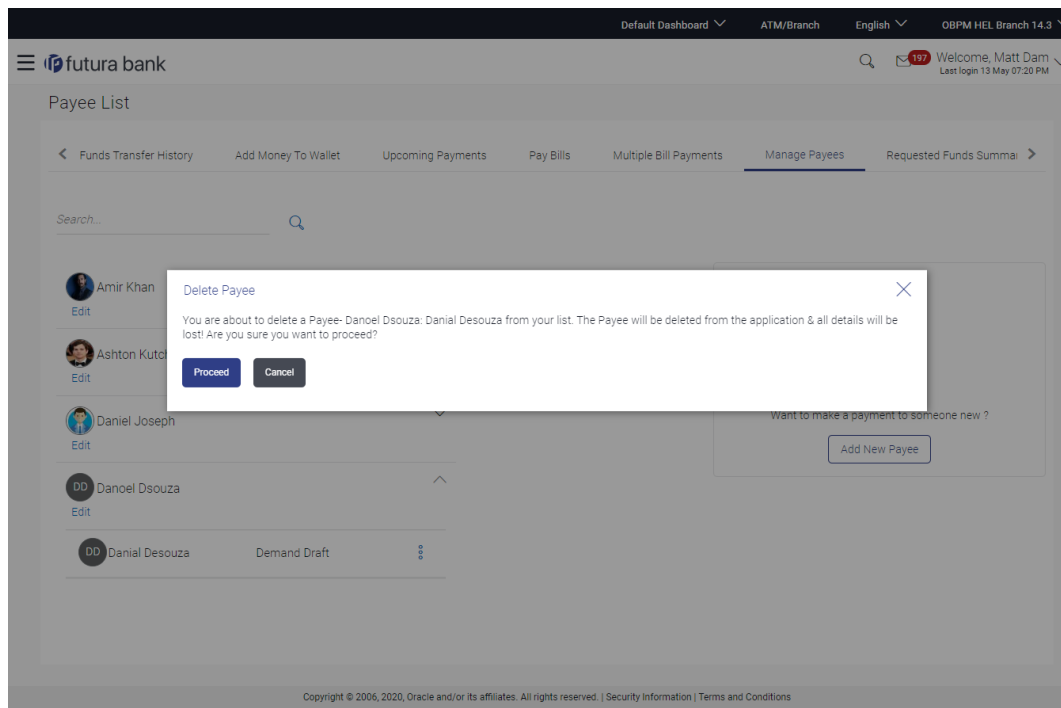 Default Dashboard ATM/Branch English OBPM HEL Branch 14.3
futura bank 197 Welcome, Matt Dam
Last login 13 May 07:20 PM
Payee List
Funds Transfer History Add Money To Wallet Upcoming Payments Pay Bills Multiple Bill Payments Manage Payees Requested Funds Summar
Search...
Amir Khan
Edit
Delete Payee
You are about to delete a Payee- Danoel Dsouza: Danial Desouza from your list. The Payee will be deleted from the application & all details will be
lost! Are you sure you want to proceed?
Ashton Kutch
Edit
Proceed Cancel
Daniel Joseph
Edit
Want to make a payment to someone new ?
Add New Payee
DD Danoel Dsouza
Edit
DD Danial Desouza Demand Draft
Copyright © 2006, 2020, Oracle and/or its affiliates. All rights reserved. | Security Information | Terms and Conditions